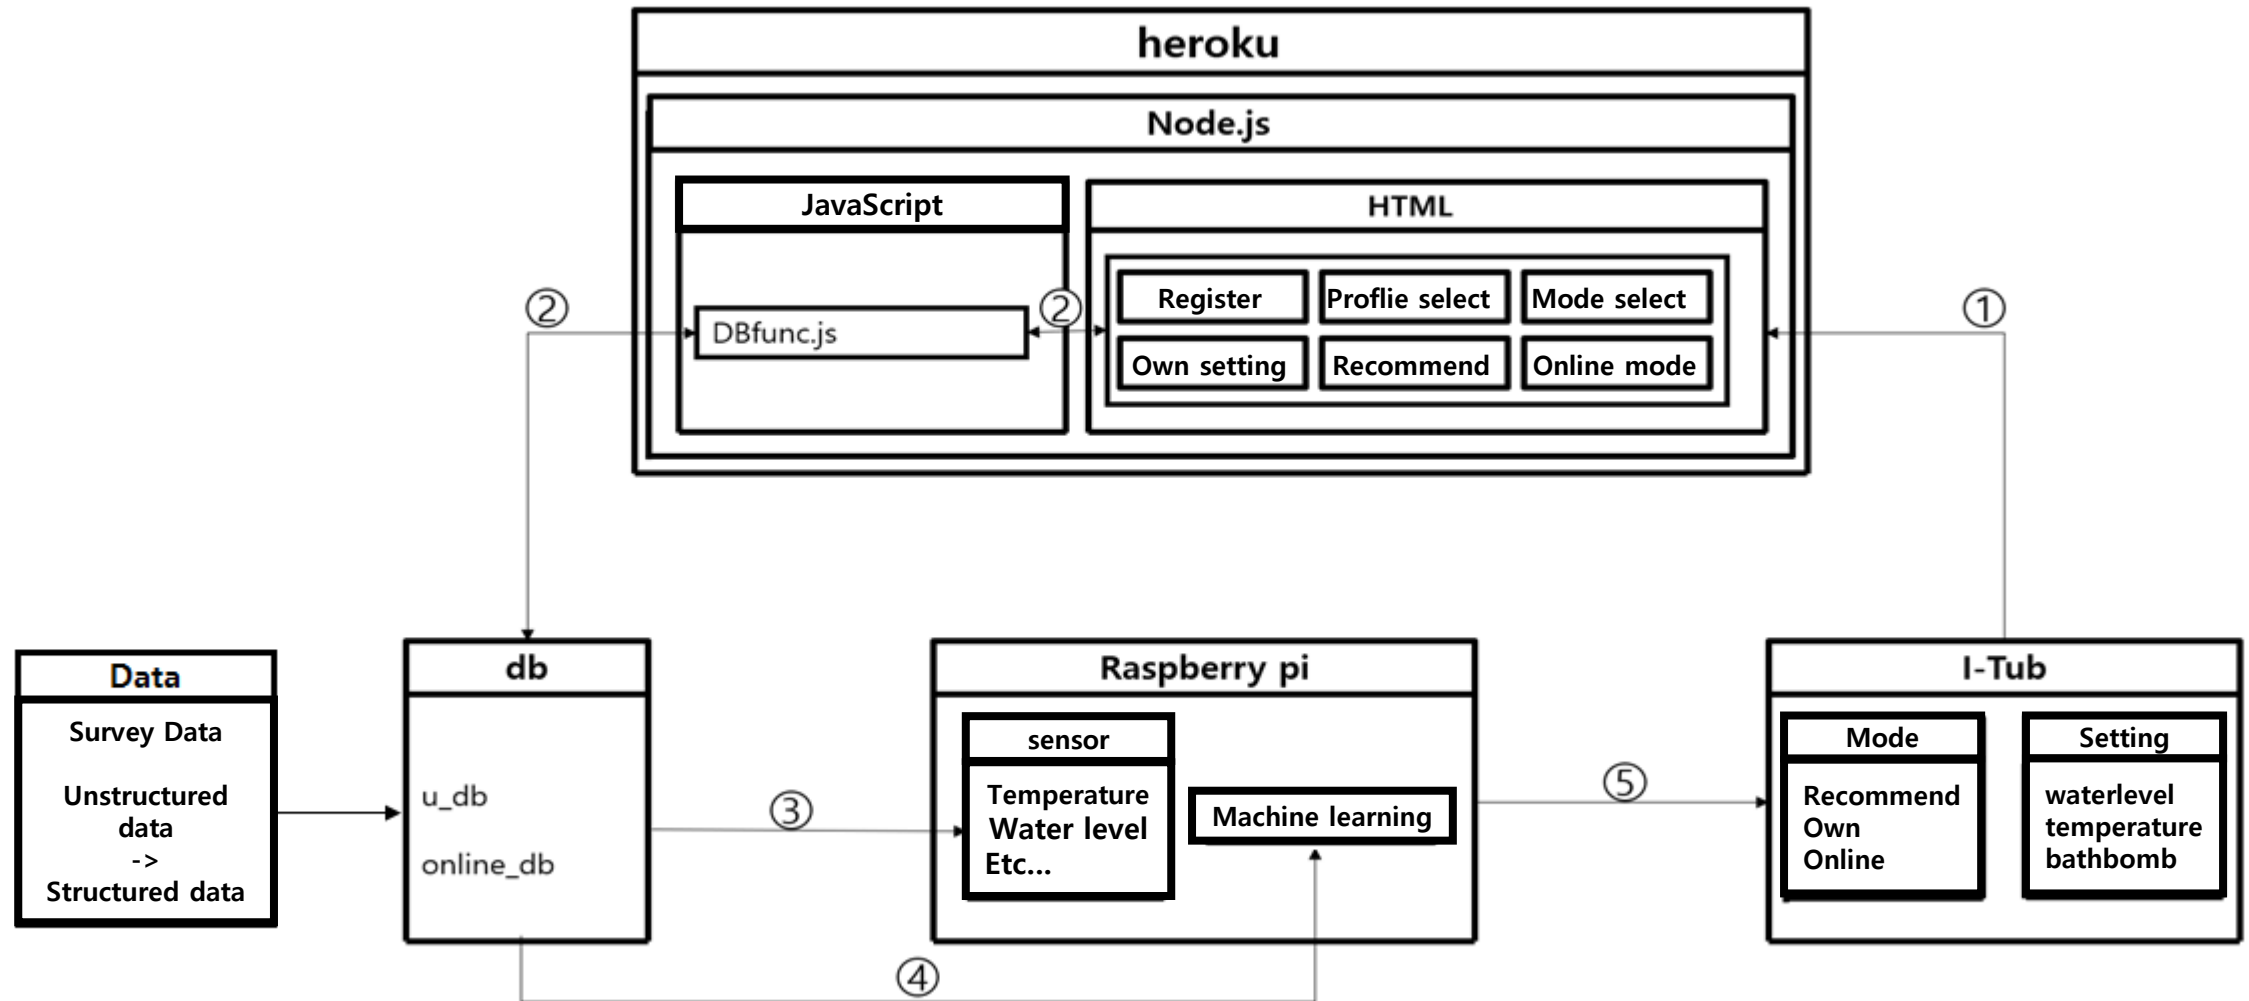 heroku
Node.js
JavaScript
HTML
Register
Proflie select
Mode select
② DBfunc.js ②
①
Own setting
Recommend
Online mode
Data
Survey Data
Unstructured
data
->
Structured data
db
u_db
online_db
③
④
Raspberry pi
sensor
Temperature
Water level
Etc...
Machine learning
⑤
I-Tub
Mode
Recommend
Own
Online
Setting
waterlevel
temperature
bathbomb